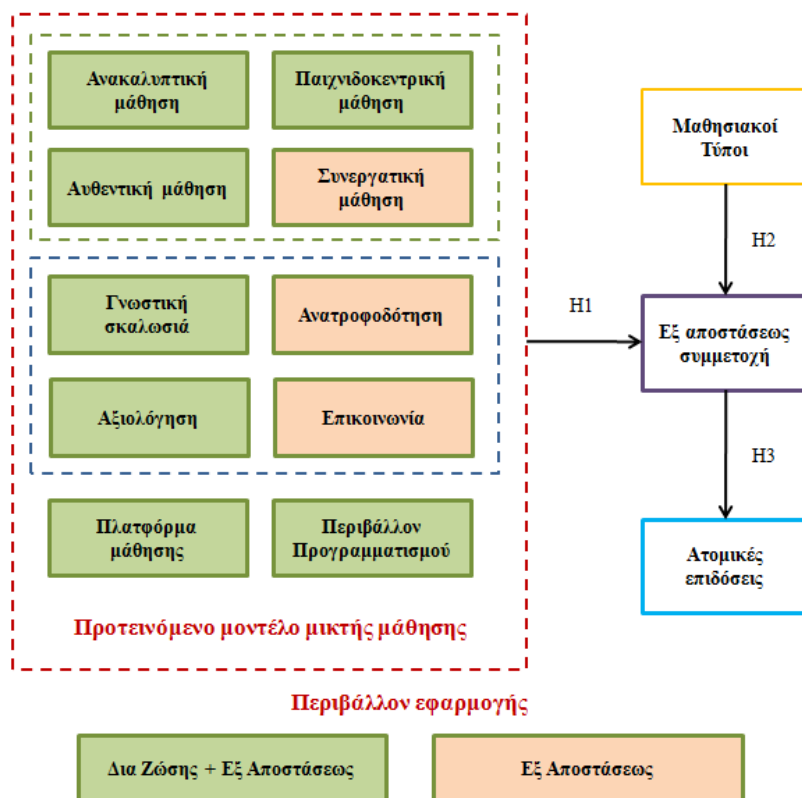 Ανακαλυπτική
μάθηση
Παιχνιδοκεντρική
μάθηση
Αυθεντική μάθηση
Συνεργατική
μάθηση
Γνωστική
σκαλωσιά
Ανατροφοδότηση
Αξιολόγηση
Επικοινωνία
Πλατφόρμα
μάθησης
Περιβάλλον
Προγραμματισμού
Προτεινόμενο μοντέλο μικτής μάθησης
H1
Μαθησιακοί
Τύποι
H2
Εξ αποστάσεως
συμμετοχή
H3
Ατομικές
επιδόσεις
Περιβάλλον εφαρμογής
Δια Ζώσης + Εξ Αποστάσεως
Εξ Αποστάσεως